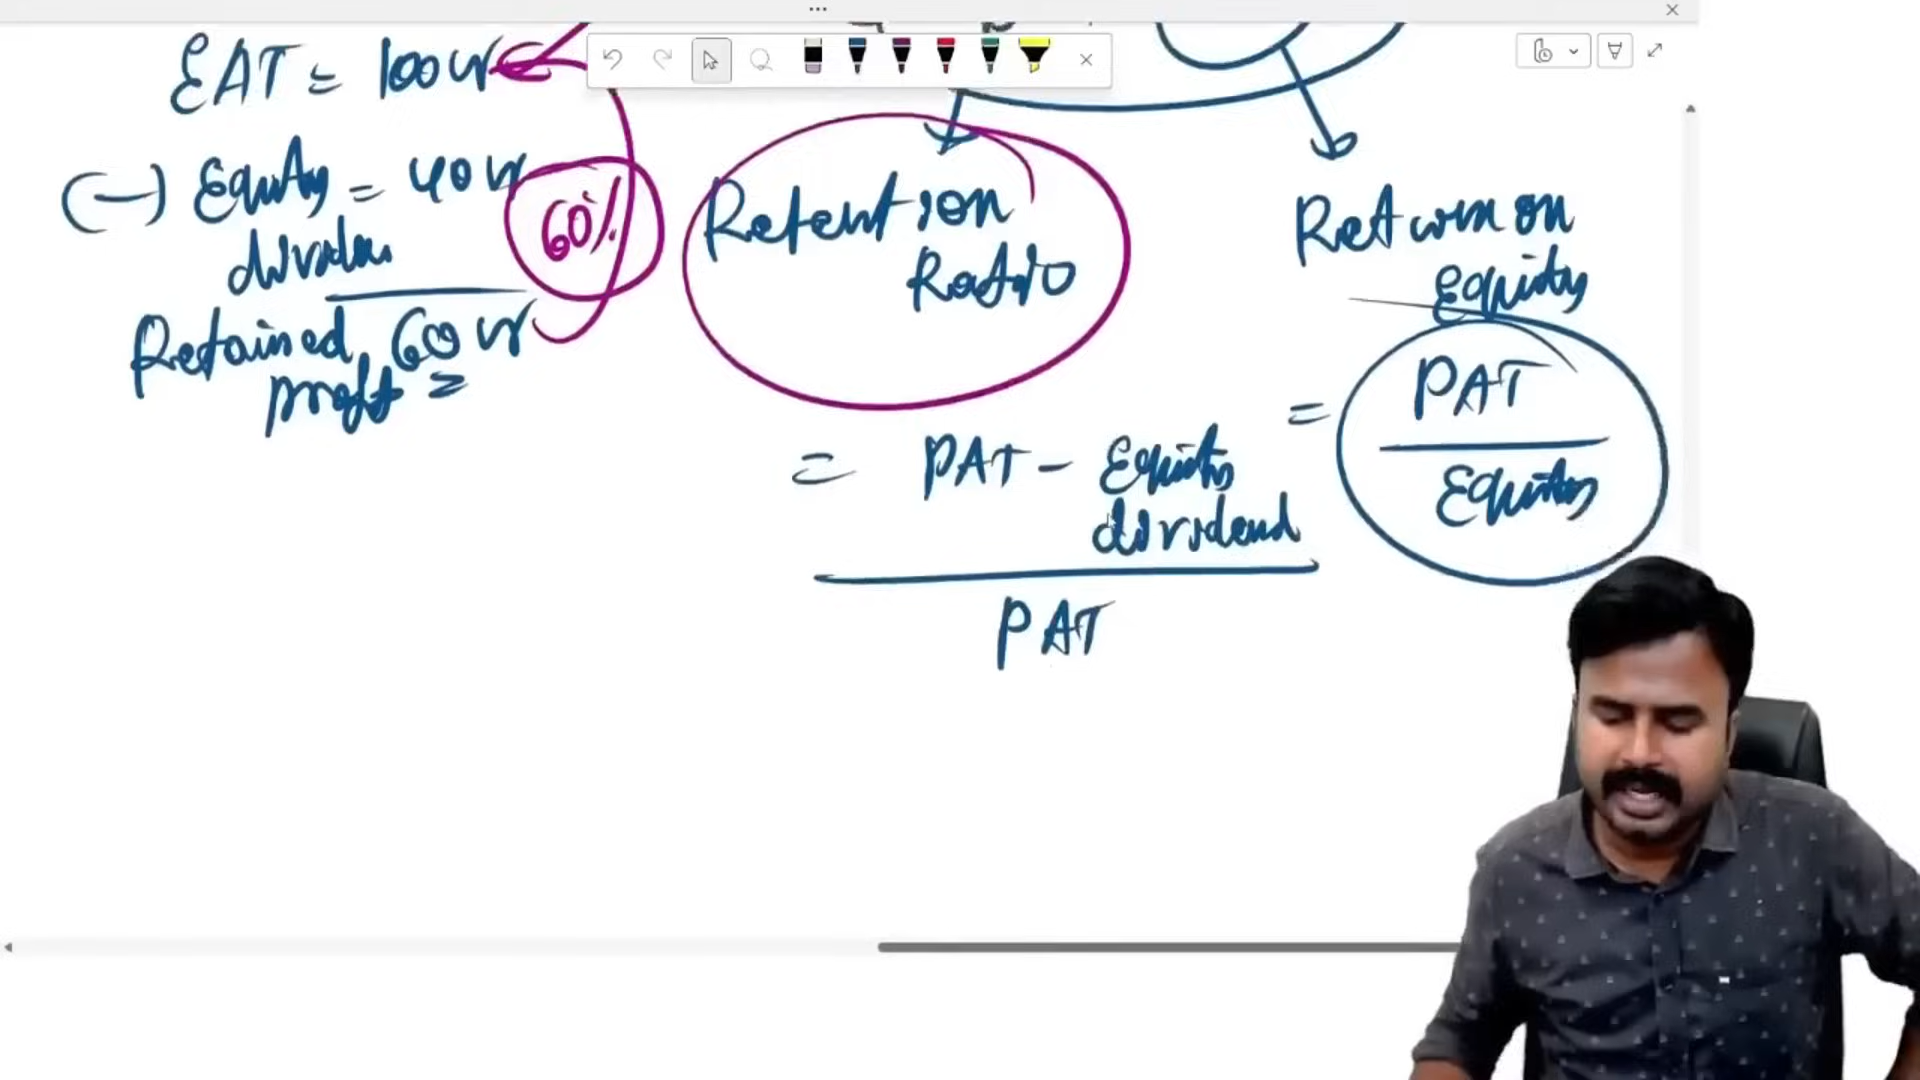 EAT = 100 cr
(-) Equity = 40 cr
dividen
60%
Retained 60 cr
profit =
Retention
Ratio
Return on
Equity
= PAT - Equity
dividend
PAT
= PAT
Equity